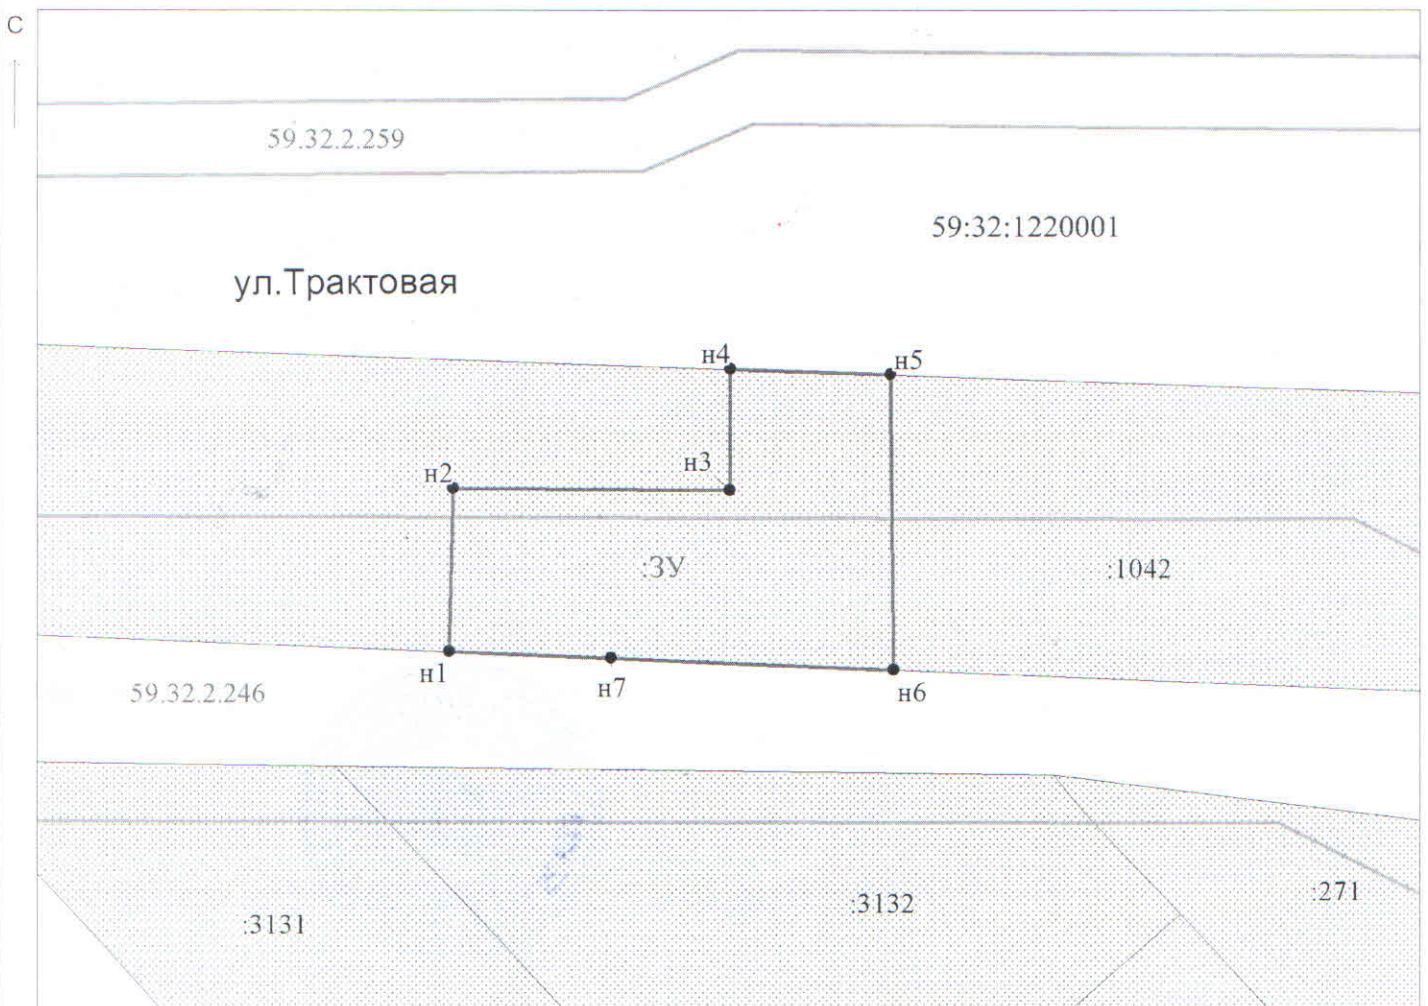 С
59.32.2.259
59:32:1220001
ул.Трактовая
н4
н5
н3
н2
:ЗУ
:1042
н1
н7
н6
59.32.2.246
:271
:3132
:3131